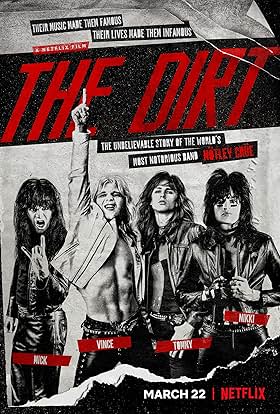 THEIR MUSIC MADE THEM FAMOUS
THEIR LIVES MADE THEM INFAMOUS
A NETFLIX FILM
THE DIRT
THE UNBELIEVABLE STORY OF THE WORLD'S
MOST NOTORIOUS BAND MÖTLEY CRÜE
MICK
VINCE
TOMMY
NIKKI
MARCH 22 | NETFLIX